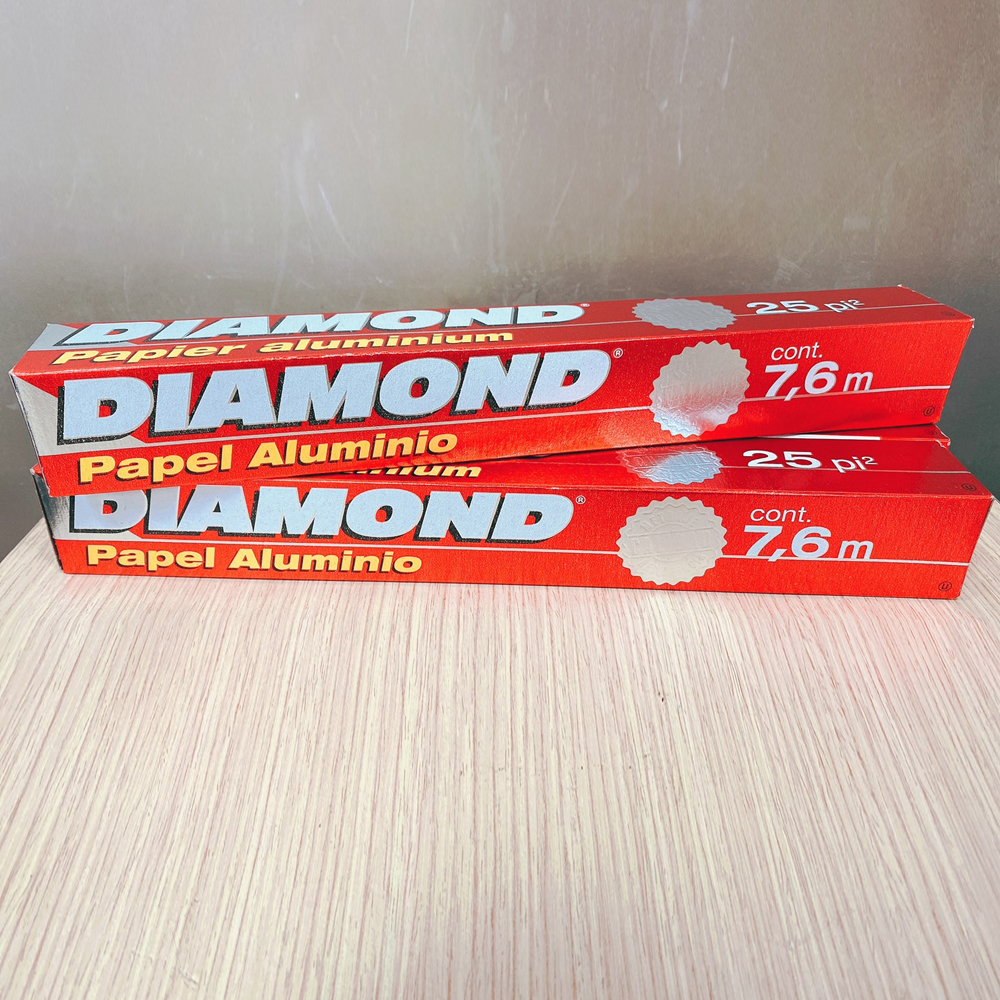 DIAMOND®
Papier aluminium
25 pi²
DIAMOND®
Papel Aluminio
cont.
7,6 m
U
aluminium
25 pi²
DIAMOND®
Papel Aluminio
cont.
7,6 m
U